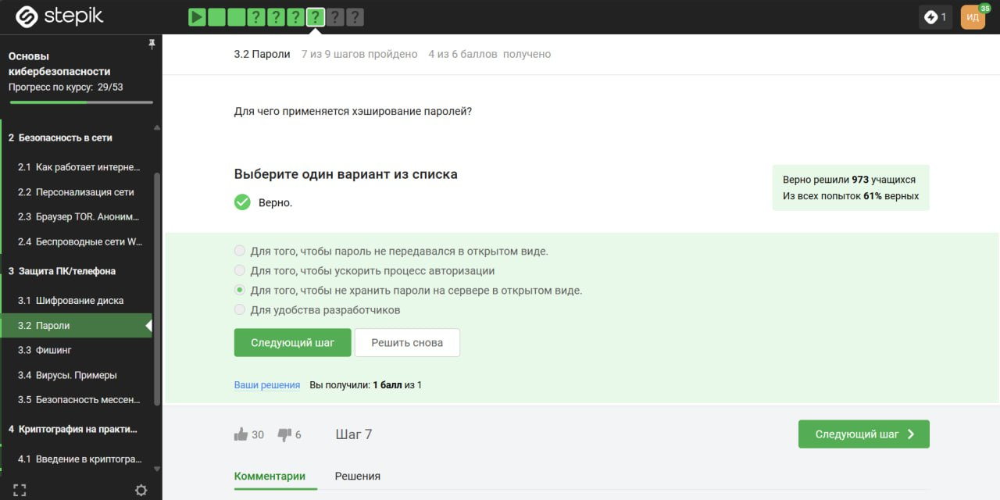 stepik
? ? ? ? ? ?
1
ИД
35
Основы
кибербезопасности
Прогресс по курсу: 29/53
2 Безопасность в сети
2.1 Как работает интерне...
2.2 Персонализация сети
2.3 Браузер TOR. Аноним...
2.4 Беспроводные сети W...
3 Защита ПК/телефона
3.1 Шифрование диска
3.2 Пароли
3.3 Фишинг
3.4 Вирусы. Примеры
3.5 Безопасность мессен...
4 Криптография на практи...
4.1 Введение в криптогра...
3.2 Пароли 7 из 9 шагов пройдено 4 из 6 баллов получено
Для чего применяется хэширование паролей?
Выберите один вариант из списка
Верно.
Верно решили 973 учащихся
Из всех попыток 61% верных
Для того, чтобы пароль не передавался в открытом виде.
Для того, чтобы ускорить процесс авторизации
Для того, чтобы не хранить пароли на сервере в открытом виде.
Для удобства разработчиков
Следующий шаг Решить снова
Ваши решения Вы получили: 1 балл из 1
30 6 Шаг 7 Следующий шаг
Комментарии Решения